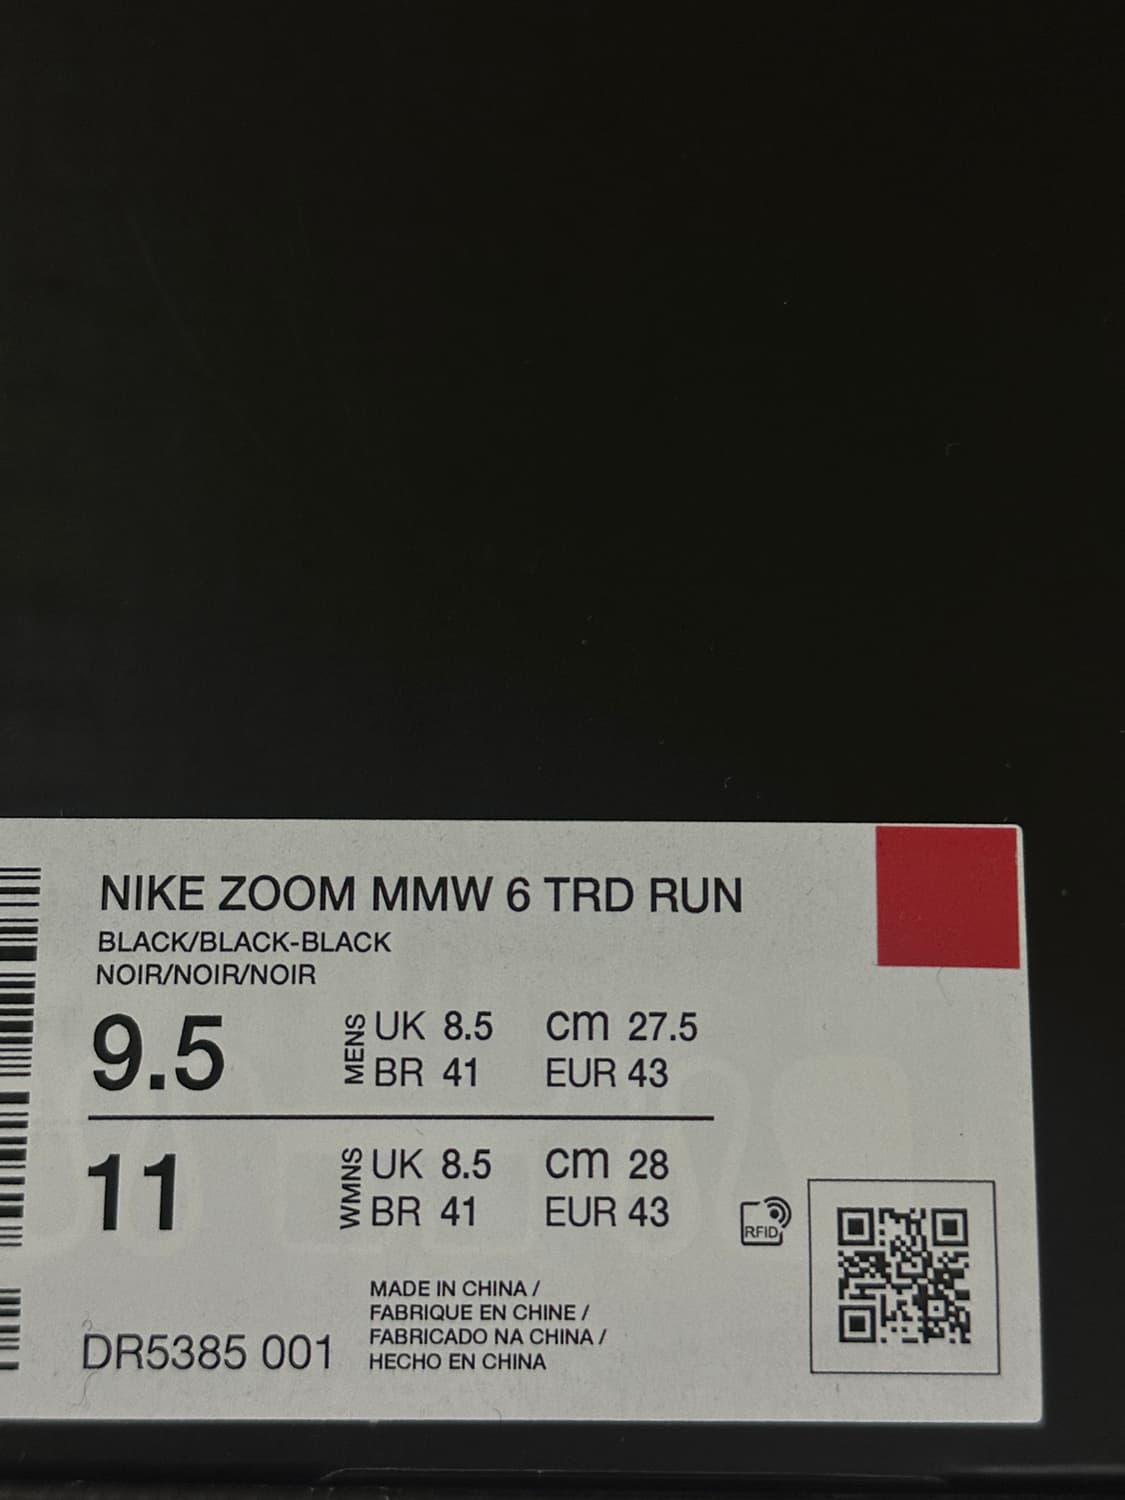 NIKE ZOOM MMW 6 TRD RUN
BLACK/BLACK-BLACK
NOIR/NOIR/NOIR
9.5 MENS UK 8.5 cm 27.5
BR 41 EUR 43
11 WMNS UK 8.5 cm 28
BR 41 EUR 43
RFID
MADE IN CHINA /
FABRIQUE EN CHINE /
FABRICADO NA CHINA /
HECHO EN CHINA
DR5385 001